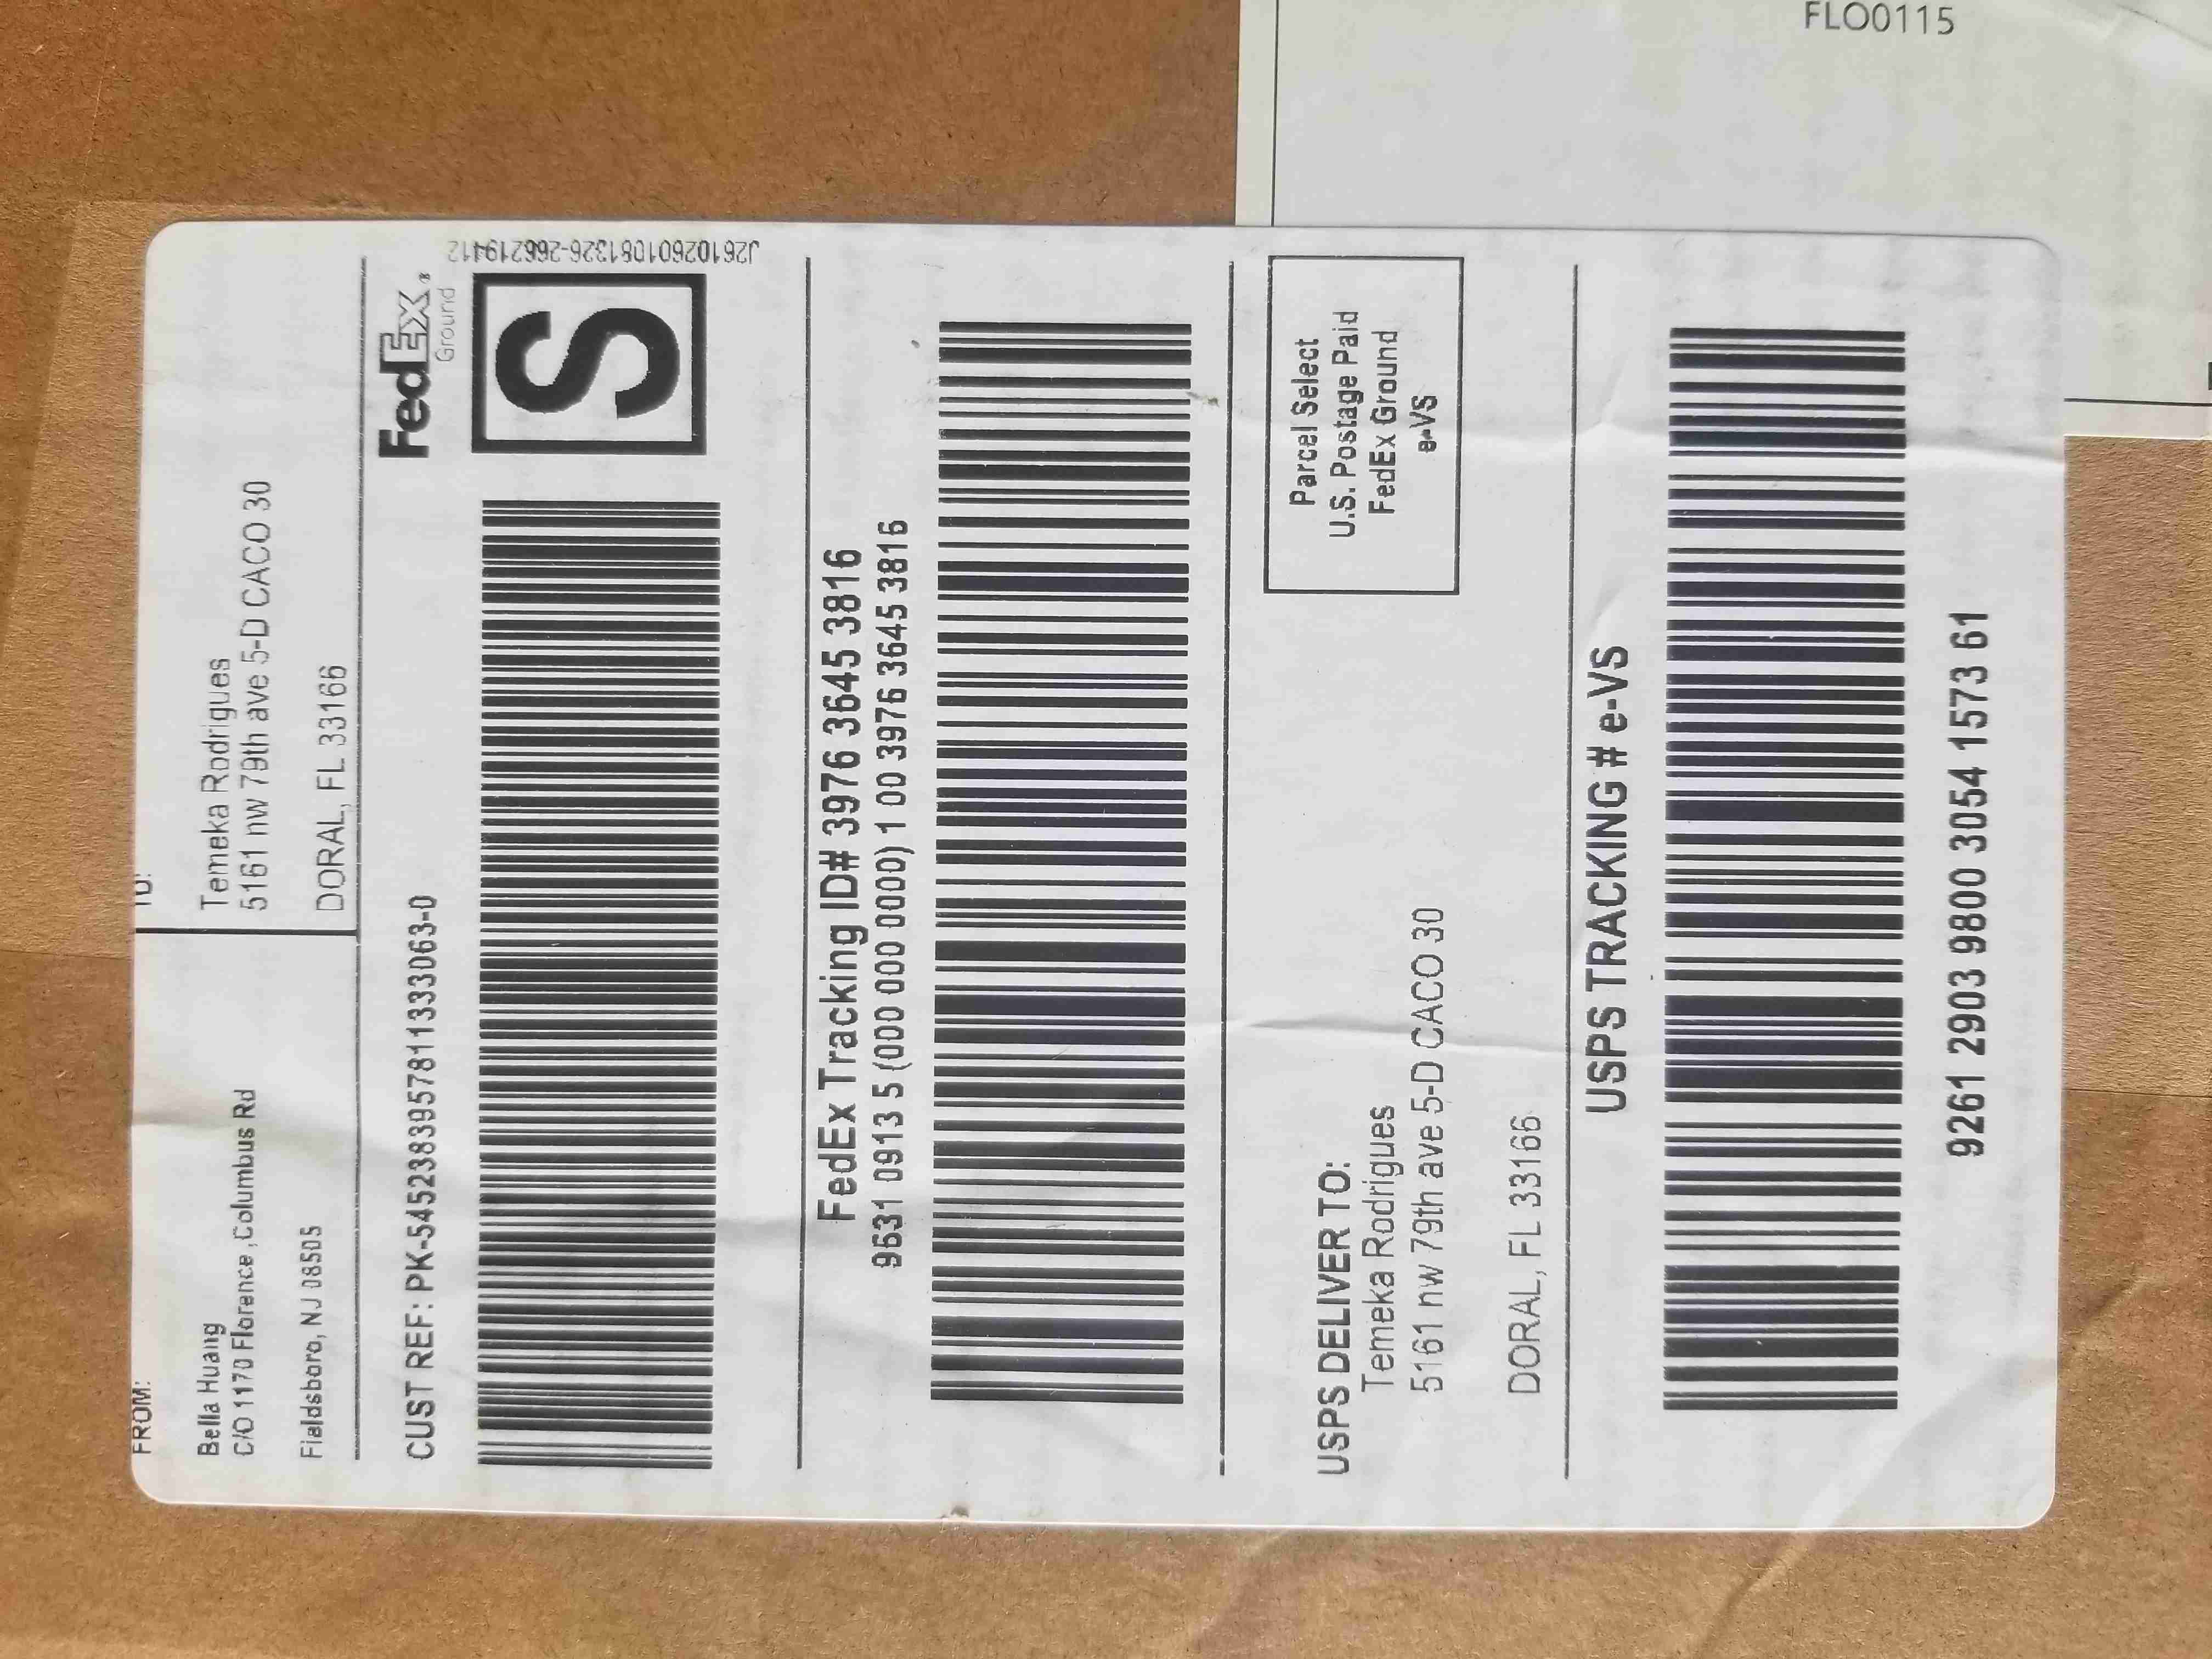 FLO0115
FROM:
Bella Huang
C/O 1170 Florence ,Columbus Rd
Fieldsboro, NJ 08505
TO:
Temeka Rodrigues
5161 nw 79th ave 5-D CACO 30
DORAL, FL 33166
CUST REF: PK-5452383957811333063-0
FedEx®
Ground
S
J26102601081326-266219412
FedEx Tracking ID# 3976 3645 3816
9631 0913 5 (000 000 0000) 1 00 3976 3645 3816
Parcel Select
U.S. Postage Paid
FedEx Ground
e-VS
USPS DELIVER TO:
Temeka Rodrigues
5161 nw 79th ave 5-D CACO 30
DORAL, FL 33166
USPS TRACKING # e-VS
9261 2903 9800 3054 1573 61